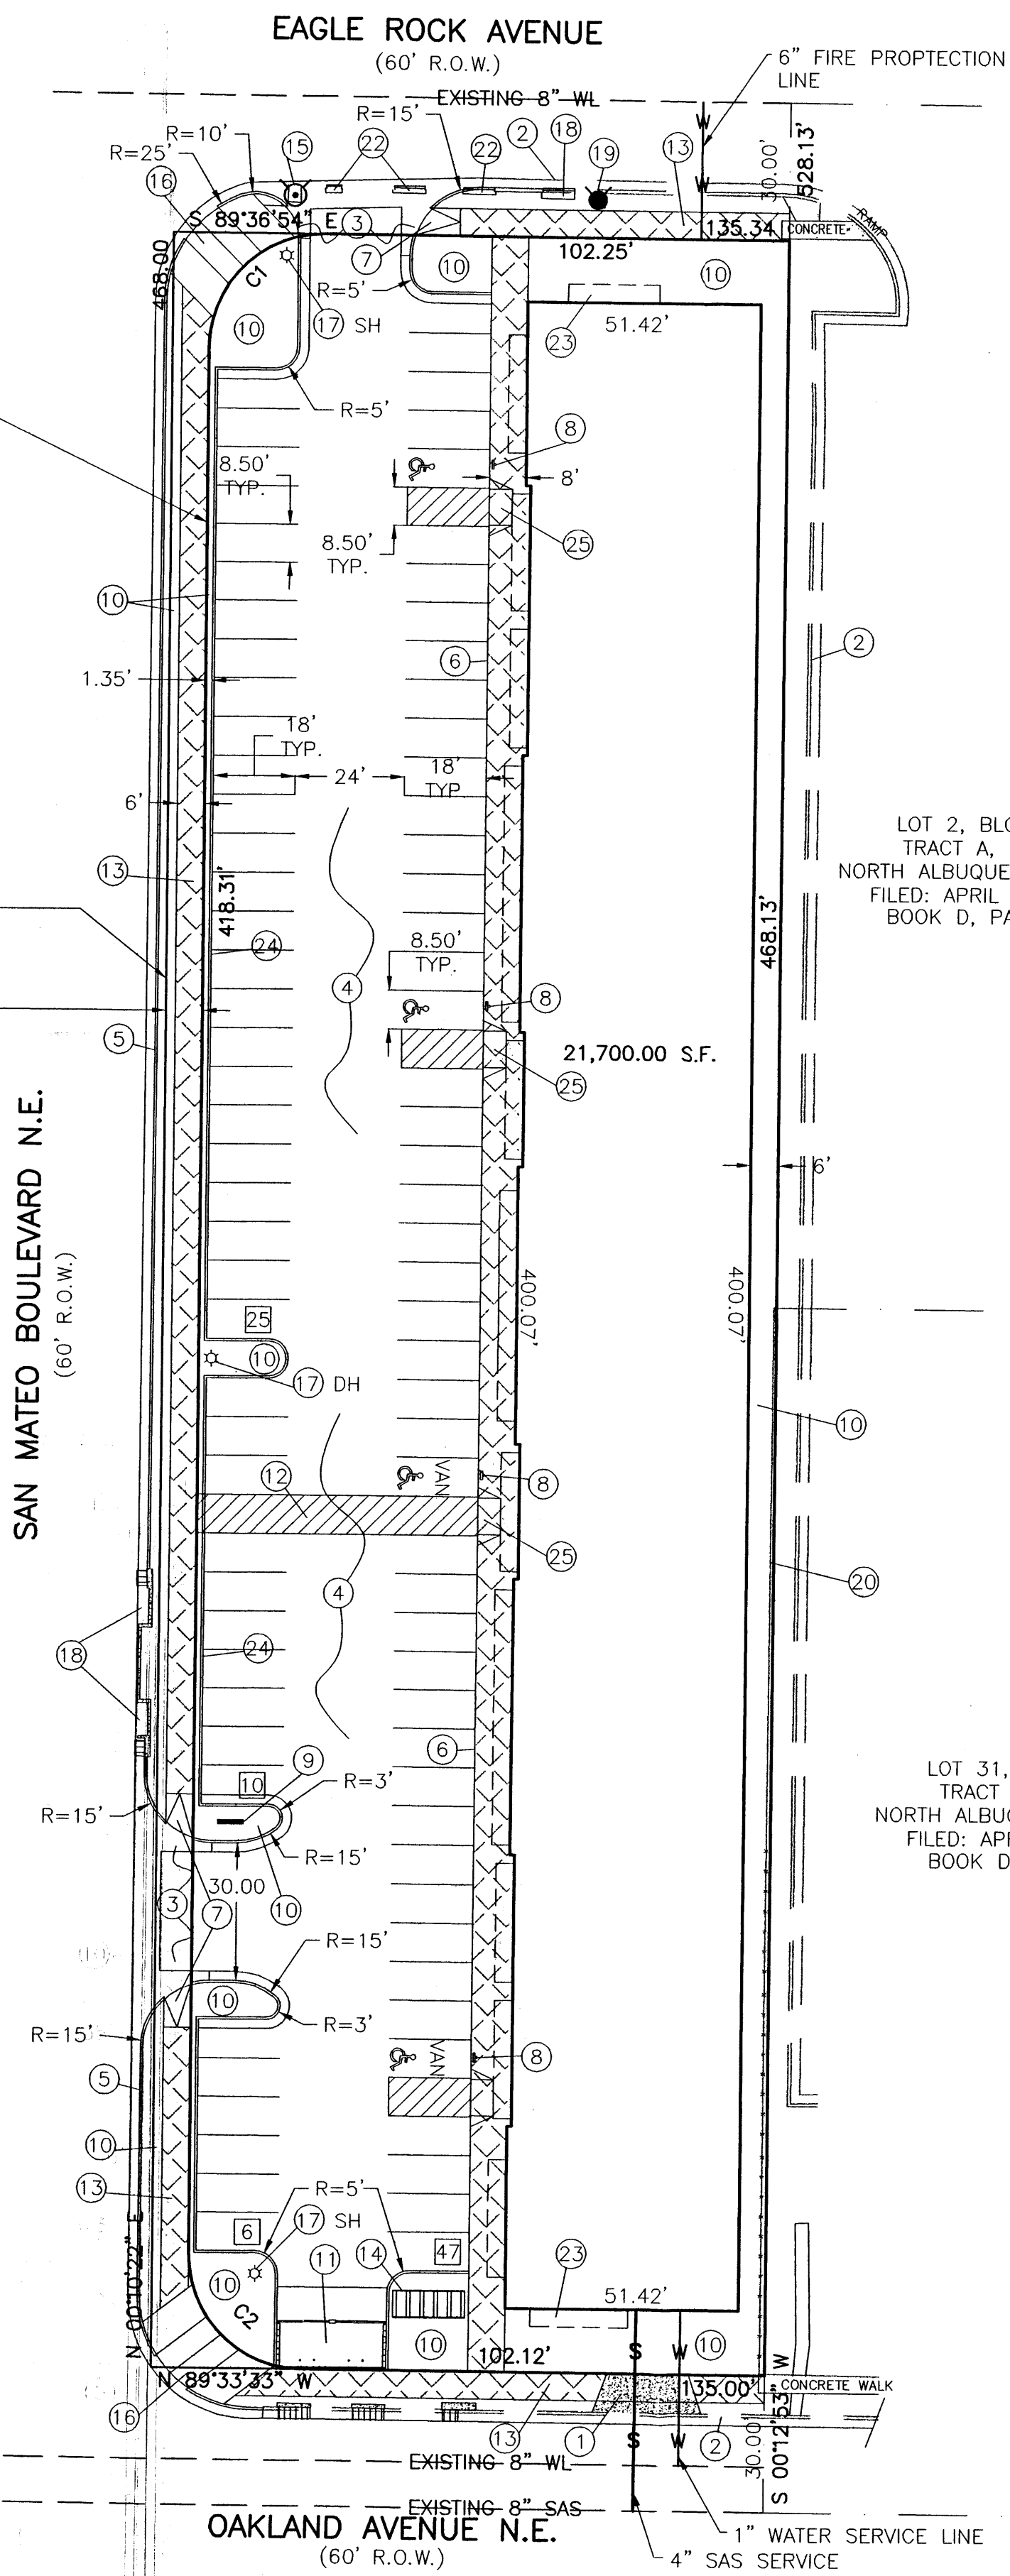 EAGLE ROCK AVENUE
(60' R.O.W.)
6" FIRE PROPTECTION
LINE
EXISTING 8" WL
R=15'
2
18
R=10'
15
22
22
19
13
R=25'
16
30.00'
528.13'
S 89°36'54" E
3
7
135.34
CONCRETE
RAMP
102.25'
468.00
C1
10
10
R=5'
17 SH
23
51.42'
10
R=5'
8
8.50'
TYP.
8'
8.50'
TYP.
25
10
6
2
1.35'
18'
TYP.
24'
18'
TYP
6'
LOT 2, BLO
TRACT A,
NORTH ALBUQUE
FILED: APRIL
BOOK D, PA
13
418.31'
24
468.13'
8.50'
TYP.
4
8
5
21,700.00 S.F.
25
SAN MATEO BOULEVARD N.E.
(60' R.O.W.)
6'
400.07'
400.07'
25
10
17 DH
10
12
VAN
8
25
20
4
18
24
6
9
10
R=3'
LOT 31,
TRACT
NORTH ALBUQ
FILED: APR
BOOK D
R=15'
R=15'
30.00
3
7
10
R=15'
10
R=3'
R=15'
VAN
8
5
10
13
R=5'
6
17 SH
14
47
11
23
51.42'
10
C2
10
S
W
10
N 00°10'22" E
102.12'
N 89°33'33" W
135.00'
CONCRETE WALK
16
13
1
S
W
2
30.00'
S 00°12'53" W
EXISTING 8" WL
EXISTING 8" SAS
OAKLAND AVENUE N.E.
(60' R.O.W.)
1" WATER SERVICE LINE
4" SAS SERVICE